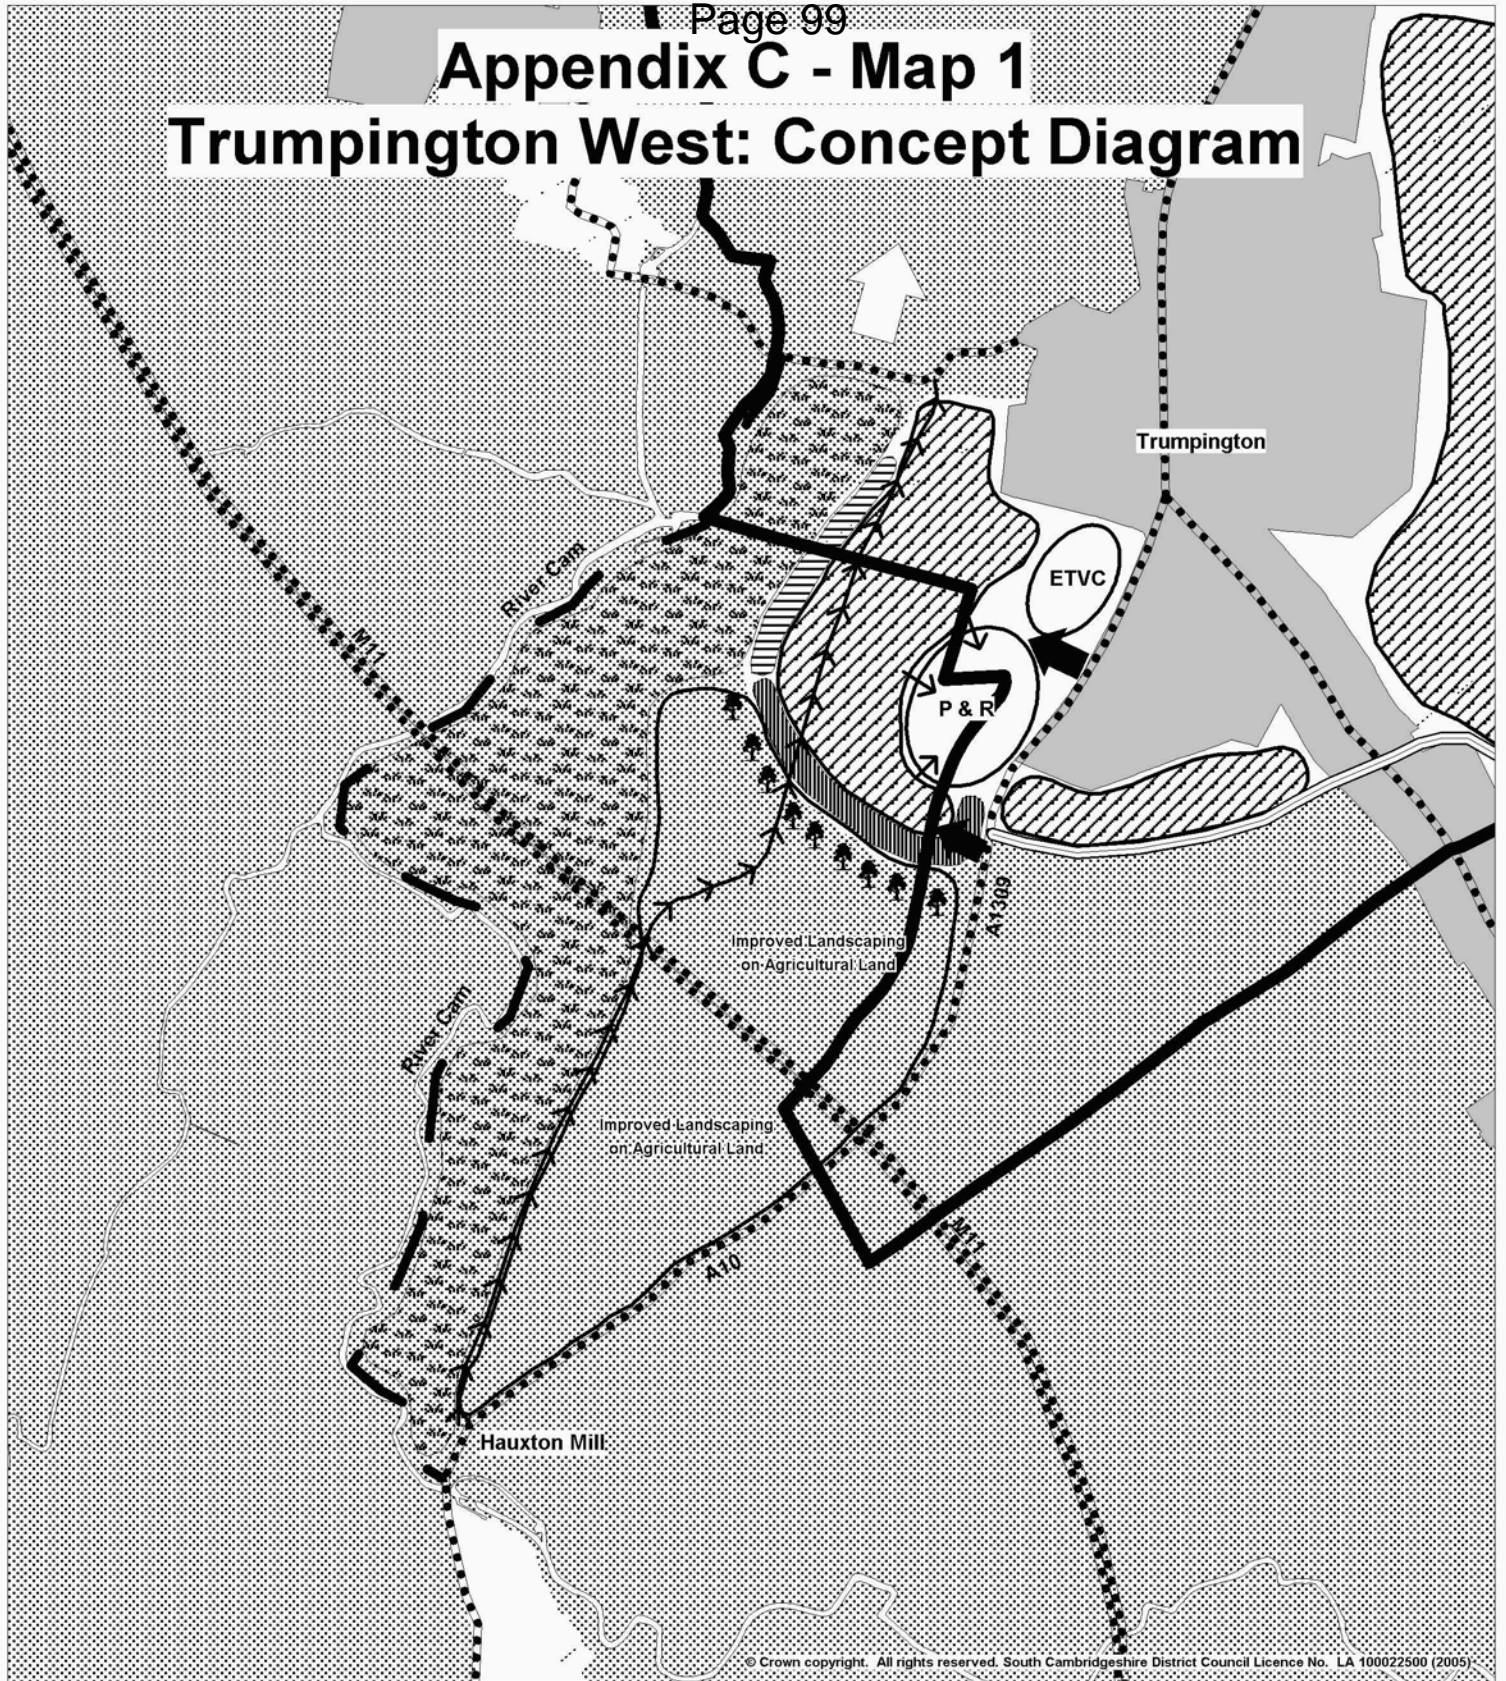 Page 99
Appendix C - Map 1
Trumpington West: Concept Diagram
Trumpington
River Cam
ETVC
M11
P & R
A1309
Improved Landscaping
on Agricultural Land
River Cam
Improved Landscaping
on Agricultural Land
M11
A10
Hauxton Mill
© Crown copyright. All rights reserved. South Cambridgeshire District Council Licence No. LA 100022500 (2005)